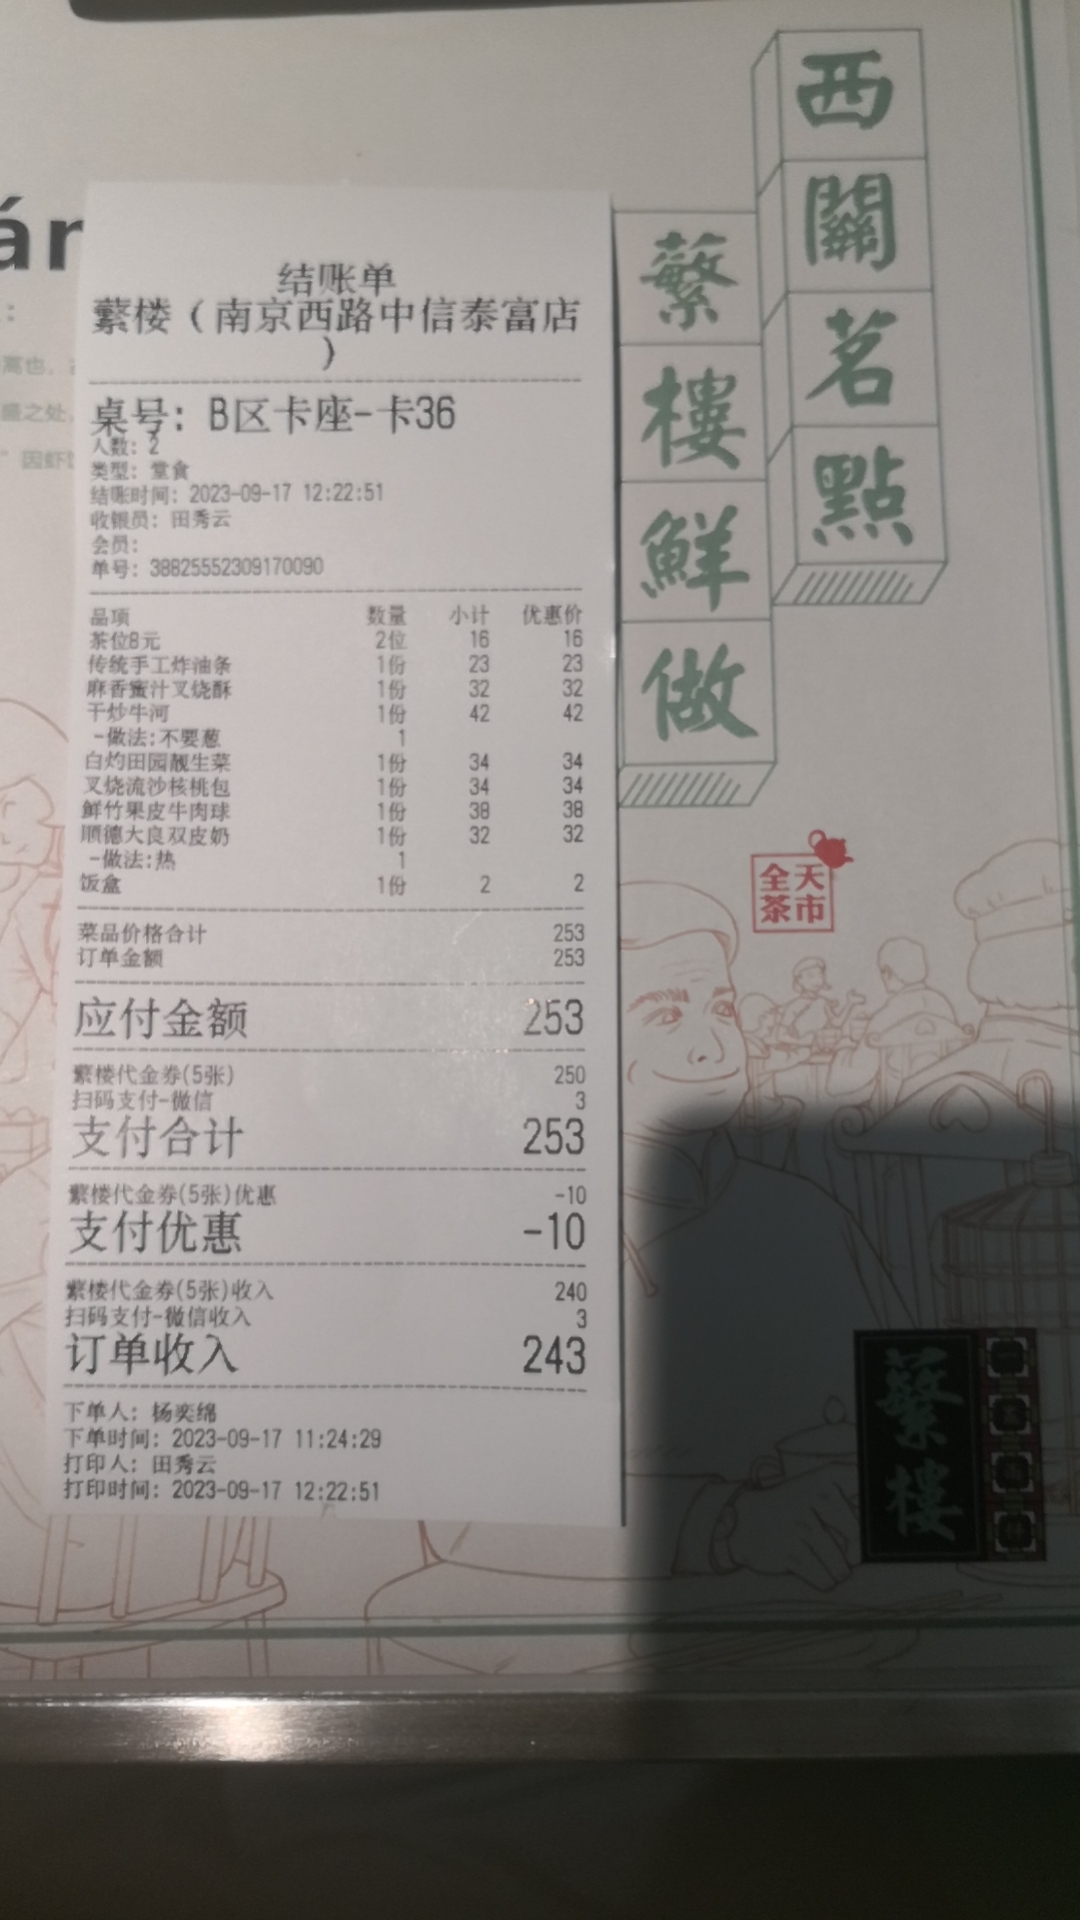 西關茗點
蘩樓鮮做
án
:
盛之处,
全天
茶市
结账单
蘩楼（南京西路中信泰富店
）
桌号: B区卡座-卡36
人数: 2
类型: 堂食
结账时间: 2023-09-17 12:22:51
收银员: 田秀云
会员:
单号: 38825552309170090
品项 数量 小计 优惠价
茶位8元 2位 16 16
传统手工炸油条 1份 23 23
麻香蜜汁叉烧酥 1份 32 32
干炒牛河 1份 42 42
-做法:不要葱 1
白灼田园靓生菜 1份 34 34
叉烧流沙核桃包 1份 34 34
鲜竹果皮牛肉球 1份 38 38
顺德大良双皮奶 1份 32 32
-做法:热 1
饭盒 1份 2 2
菜品价格合计 253
订单金额 253
应付金额 253
蘩楼代金券(5张) 250
扫码支付-微信 3
支付合计 253
蘩楼代金券(5张)优惠 -10
支付优惠 -10
蘩楼代金券(5张)收入 240
扫码支付-微信收入 3
订单收入 243
下单人: 杨奕绵
下单时间: 2023-09-17 11:24:29
打印人: 田秀云
打印时间: 2023-09-17 12:22:51
蘩樓